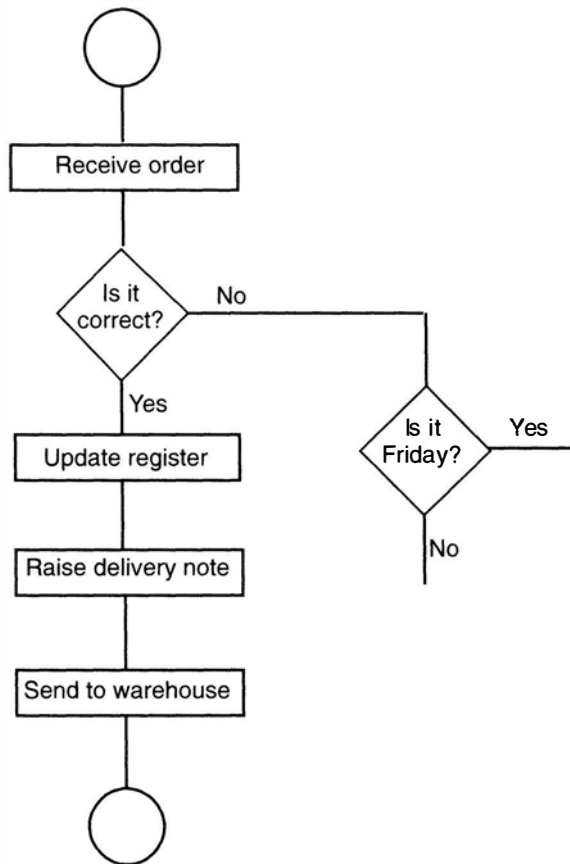 Receive order
Is it
correct?
No
Yes
Is it
Friday?
Yes
Update register
No
Raise delivery note
Send to warehouse